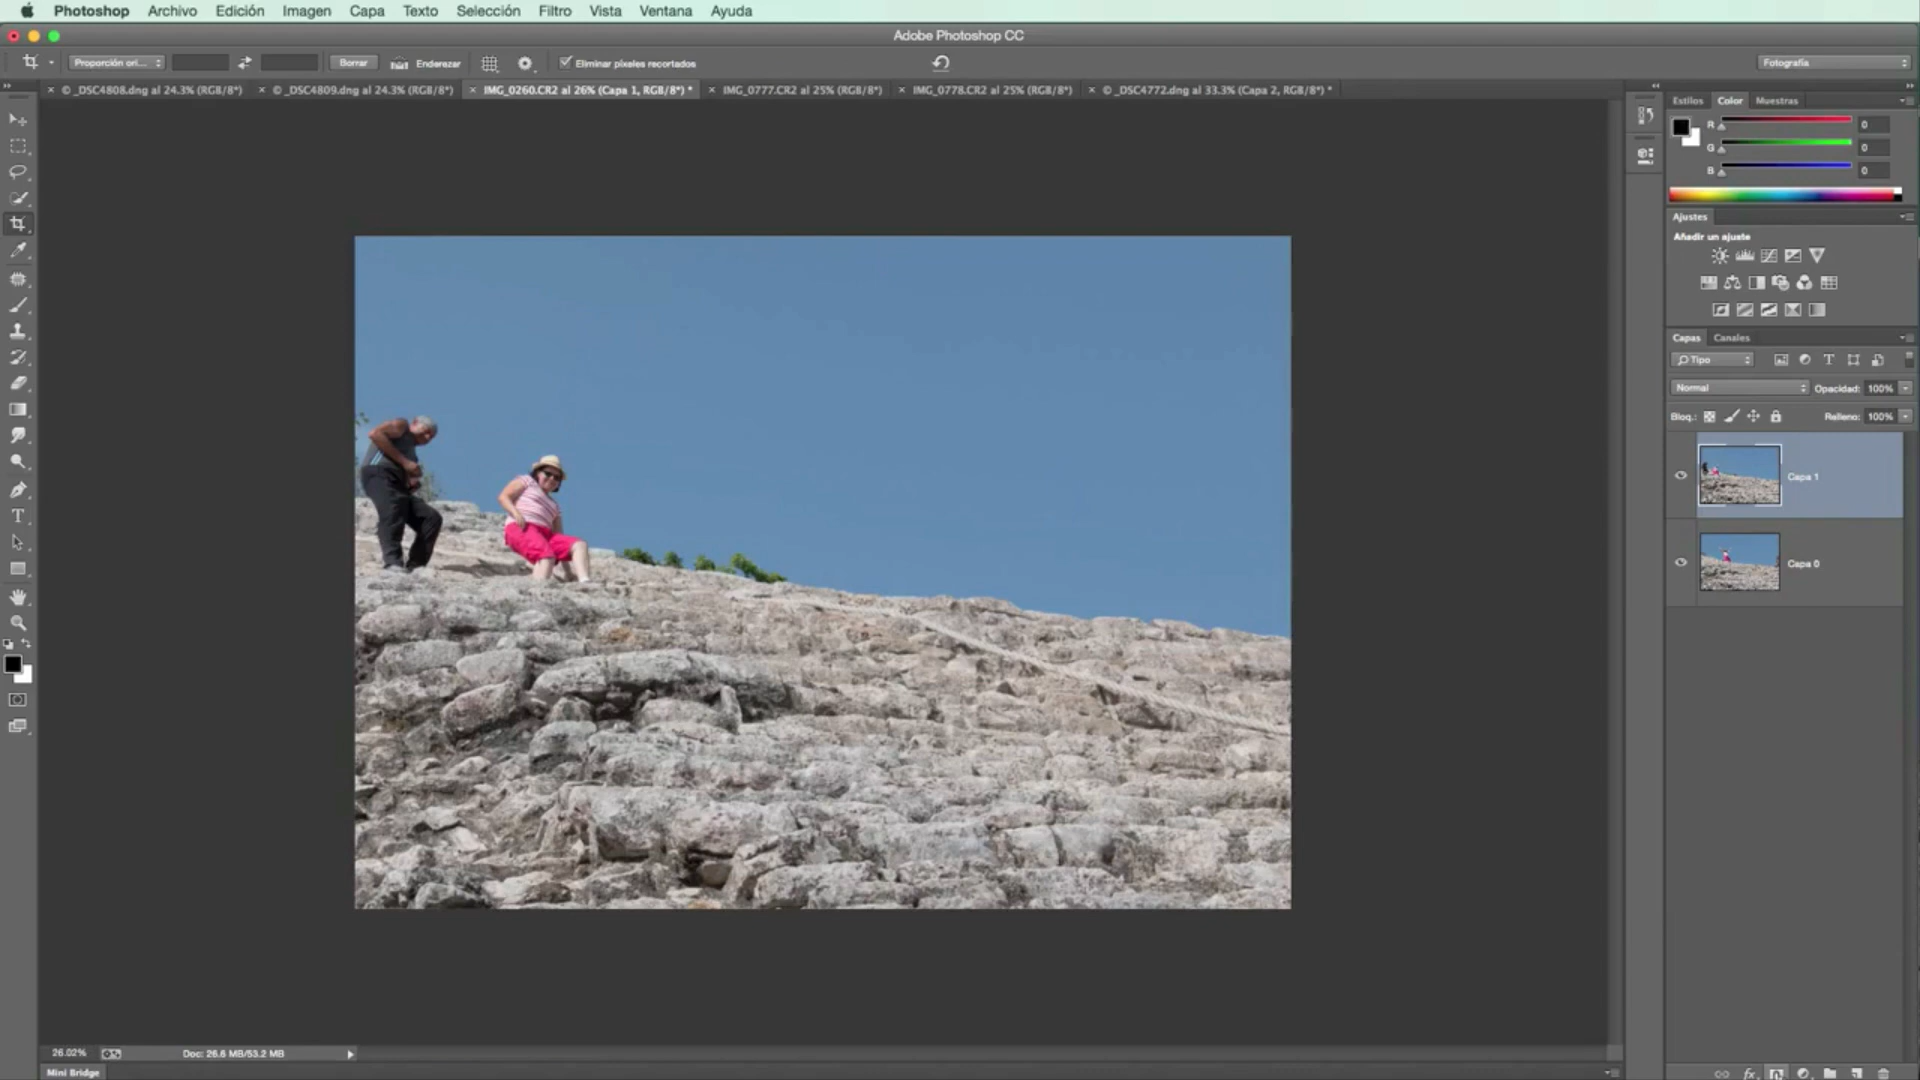 Photoshop Archivo Edición Imagen Capa Texto Selección Filtro Vista Ventana Ayuda
Adobe Photoshop CC
Proporción ori... Borrar Enderezar Eliminar píxeles recortados Fotografía
© _DSC4808.dng al 24.3% (RGB/8*) © _DSC4809.dng al 24.3% (RGB/8*) IMG_0260.CR2 al 26% (Capa 1, RGB/8*) * IMG_0777.CR2 al 25% (RGB/8*) IMG_0778.CR2 al 25% (RGB/8*) © _DSC4772.dng al 33.3% (Capa 2, RGB/8*) *
Estilos Color Muestras
R 0
G 0
B 0
Ajustes
Añadir un ajuste
Capas Canales
Tipo
Normal Opacidad: 100%
Bloq.: Relleno: 100%
Capa 1
Capa 0
26.02% Doc: 26.6 MB/53.2 MB
Mini Bridge
fx